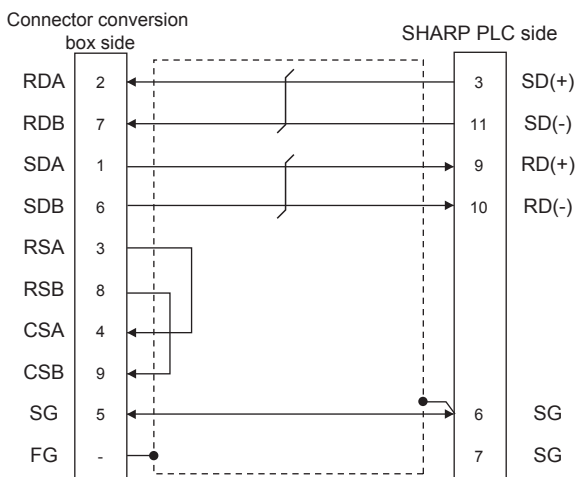 Connector conversion
box side
SHARP PLC side
RDA 2 3 SD(+)
RDB 7 11 SD(-)
SDA 1 9 RD(+)
SDB 6 10 RD(-)
RSA 3
RSB 8
CSA 4
CSB 9
SG 5 6 SG
FG - 7 SG